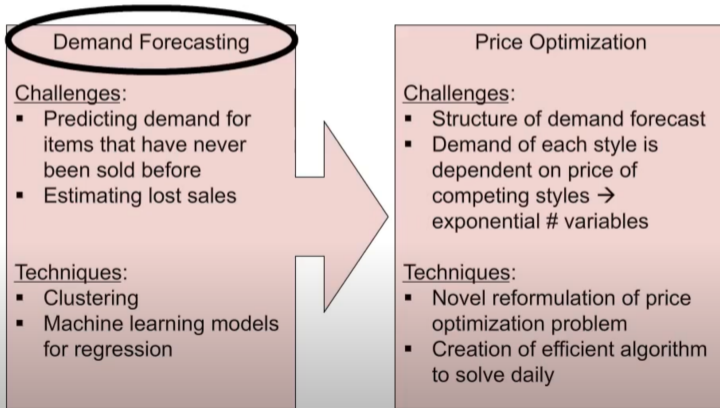 Demand Forecasting
Challenges:
▪ Predicting demand for
items that have never
been sold before
▪ Estimating lost sales
Techniques:
▪ Clustering
▪ Machine learning models
for regression
Price Optimization
Challenges:
▪ Structure of demand forecast
▪ Demand of each style is
dependent on price of
competing styles →
exponential # variables
Techniques:
▪ Novel reformulation of price
optimization problem
▪ Creation of efficient algorithm
to solve daily